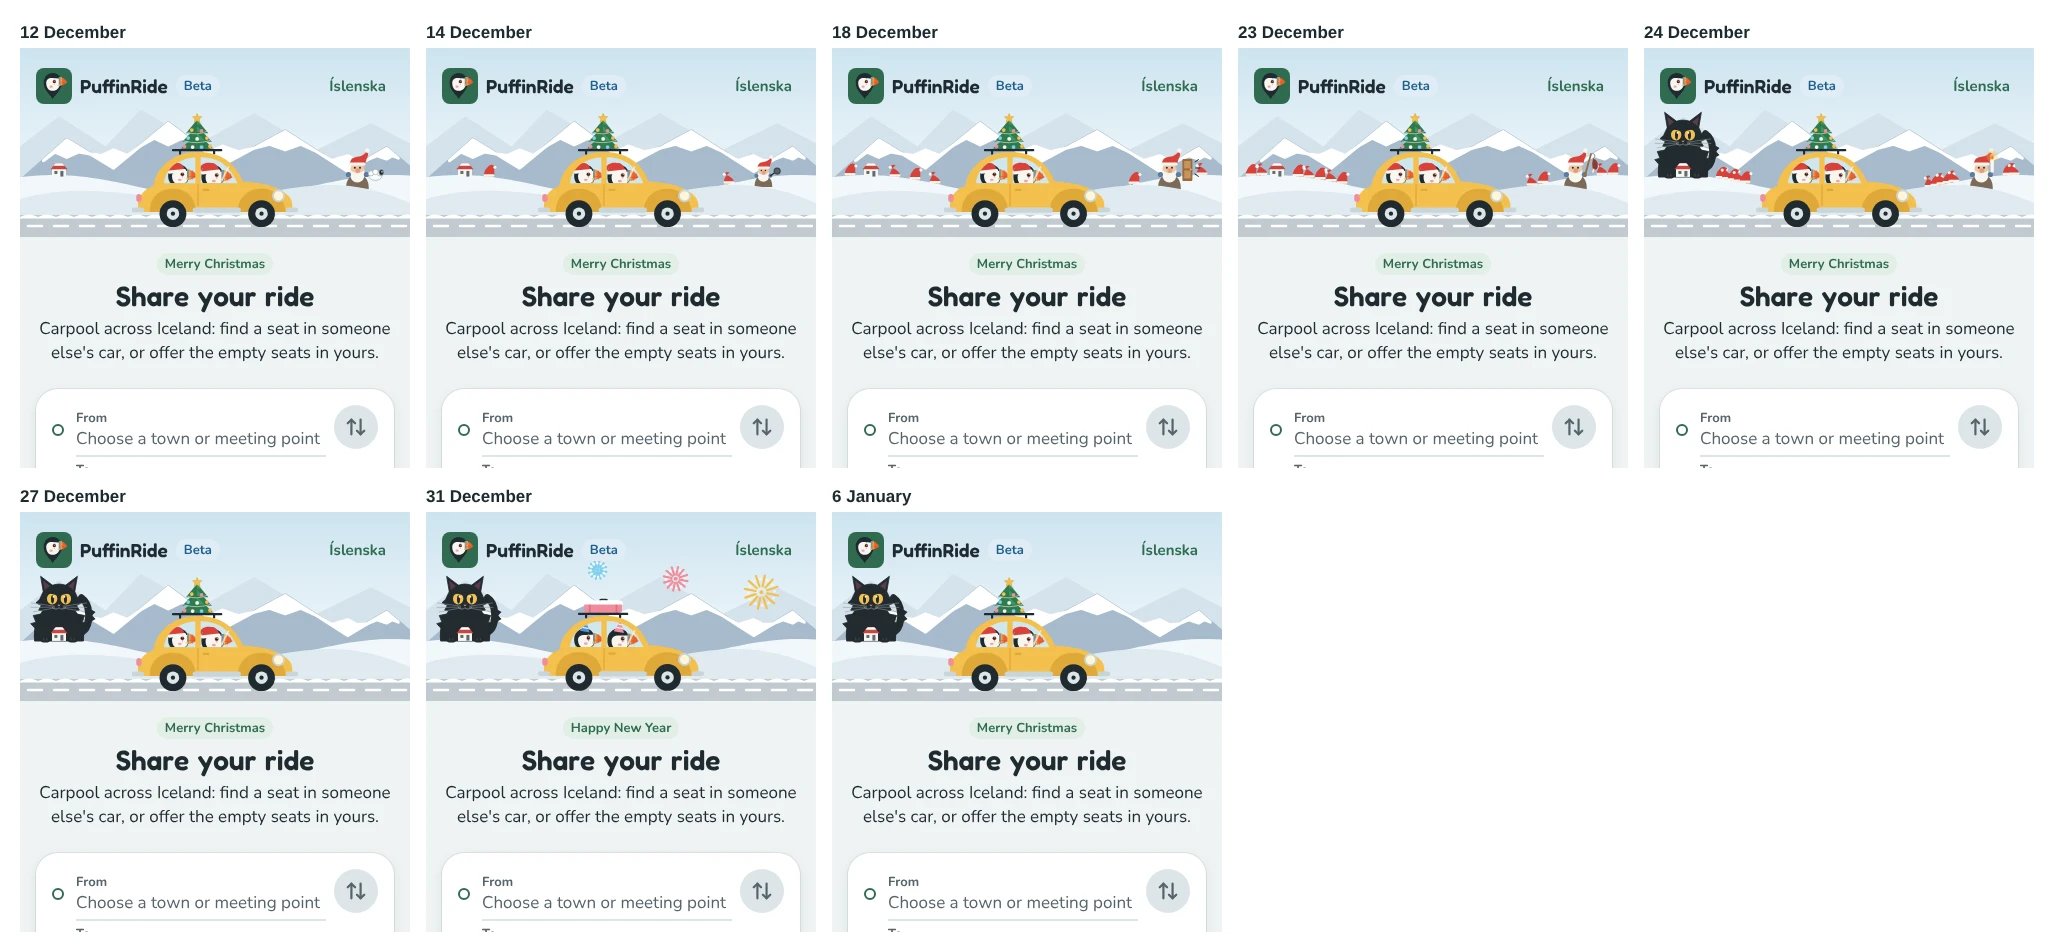 12 December
PuffinRide Beta Íslenska
Merry Christmas
Share your ride
Carpool across Iceland: find a seat in someone
else's car, or offer the empty seats in yours.
From
Choose a town or meeting point
14 December
PuffinRide Beta Íslenska
Merry Christmas
Share your ride
Carpool across Iceland: find a seat in someone
else's car, or offer the empty seats in yours.
From
Choose a town or meeting point
18 December
PuffinRide Beta Íslenska
Merry Christmas
Share your ride
Carpool across Iceland: find a seat in someone
else's car, or offer the empty seats in yours.
From
Choose a town or meeting point
23 December
PuffinRide Beta Íslenska
Merry Christmas
Share your ride
Carpool across Iceland: find a seat in someone
else's car, or offer the empty seats in yours.
From
Choose a town or meeting point
24 December
PuffinRide Beta Íslenska
Merry Christmas
Share your ride
Carpool across Iceland: find a seat in someone
else's car, or offer the empty seats in yours.
From
Choose a town or meeting point
27 December
PuffinRide Beta Íslenska
Merry Christmas
Share your ride
Carpool across Iceland: find a seat in someone
else's car, or offer the empty seats in yours.
From
Choose a town or meeting point
31 December
PuffinRide Beta Íslenska
Happy New Year
Share your ride
Carpool across Iceland: find a seat in someone
else's car, or offer the empty seats in yours.
From
Choose a town or meeting point
6 January
PuffinRide Beta Íslenska
Merry Christmas
Share your ride
Carpool across Iceland: find a seat in someone
else's car, or offer the empty seats in yours.
From
Choose a town or meeting point